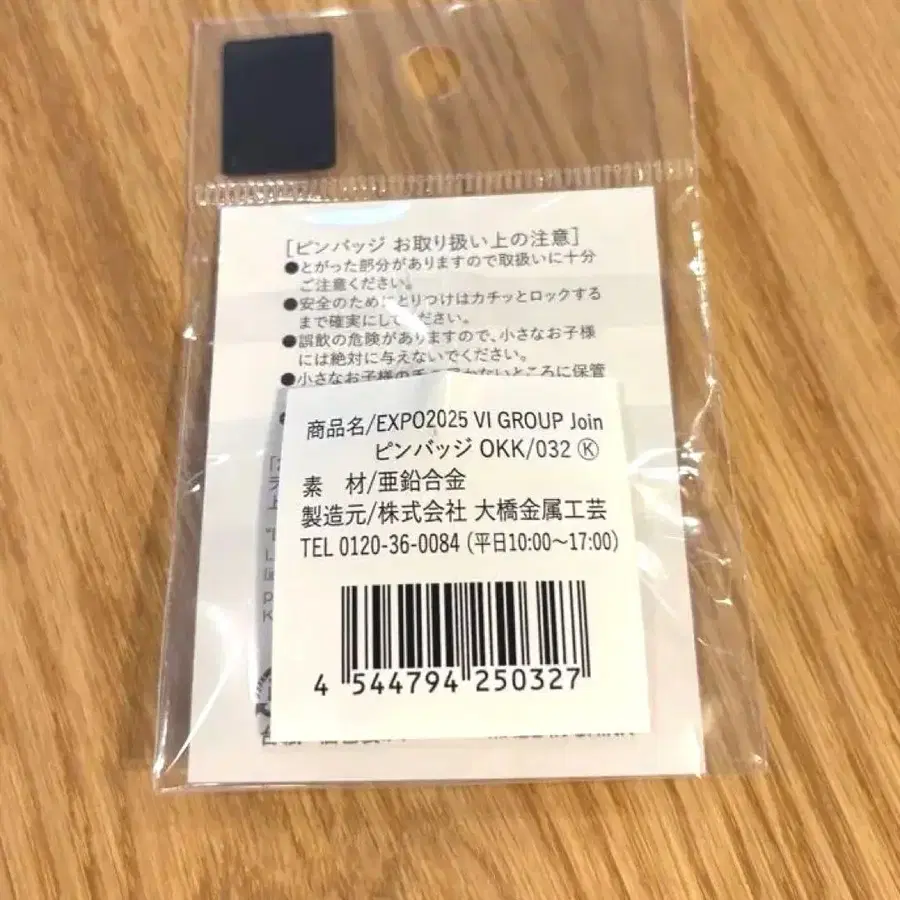 [ピンバッジ お取り扱い上の注意]
●とがった部分がありますので取扱いに十分
ご注意ください。
●安全のためにとりつけはカチッとロックする
まで確実にしてください。
●誤飲の危険がありますので、小さなお子様
には絶対に与えないでください。
●小さなお子様の手の届かないところに保管
商品名/EXPO2025 VI GROUP Join
ピンバッジ OKK/032 Ⓚ
素　材/亜鉛合金
製造元/株式会社 大橋金属工芸
TEL 0120-36-0084 (平日10:00〜17:00)
4 544794 250327